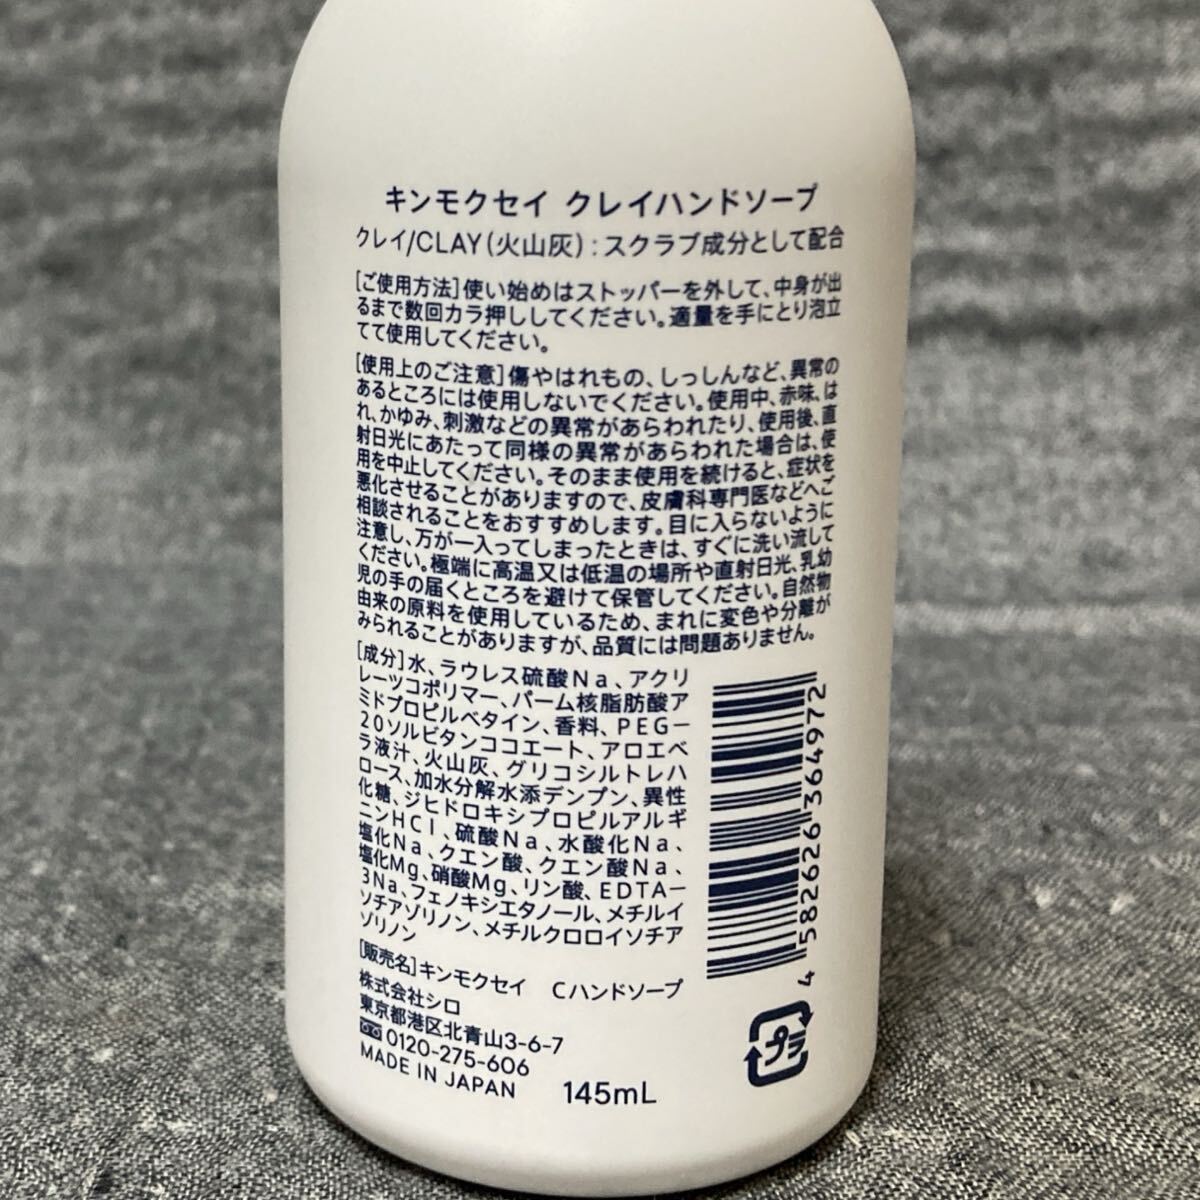 キンモクセイ クレイハンドソープ
クレイ/CLAY(火山灰):スクラブ成分として配合
[ご使用方法]使い始めはストッパーを外して、中身が出
るまで数回カラ押ししてください。適量を手にとり泡立
てて使用してください。
[使用上のご注意]傷やはれもの、しっしんなど、異常の
あるところには使用しないでください。使用中、赤味、は
れ、かゆみ、刺激などの異常があらわれたり、使用後、直
射日光にあたって同様の異常があらわれた場合は、使
用を中止してください。そのまま使用を続けると、症状を
悪化させることがありますので、皮膚科専門医などへご
相談されることをおすすめします。目に入らないように
注意し、万が一入ってしまったときは、すぐに洗い流して
ください。極端に高温又は低温の場所や直射日光、乳幼
児の手の届くところを避けて保管してください。自然物
由来の原料を使用しているため、まれに変色や分離が
みられることがありますが、品質には問題ありません。
[成分]水、ラウレス硫酸Na、アクリ
レーツコポリマー、パーム核脂肪酸ア
ミドプロピルベタイン、香料、PEG-
20ソルビタンココエート、アロエベ
ラ液汁、火山灰、グリコシルトレハ
ロース、加水分解水添デンプン、異性
化糖、ジヒドロキシプロピルアルギ
ニンHCl、硫酸Na、水酸化Na、
塩化Na、クエン酸、クエン酸Na、
塩化Mg、硝酸Mg、リン酸、EDTA-
3Na、フェノキシエタノール、メチルイ
ソチアゾリノン、メチルクロロイソチア
ゾリノン
[販売名]キンモクセイ Cハンドソープ
株式会社シロ
東京都港区北青山3-6-7
0120-275-606
MADE IN JAPAN 145mL
4 582626 364972
プラ